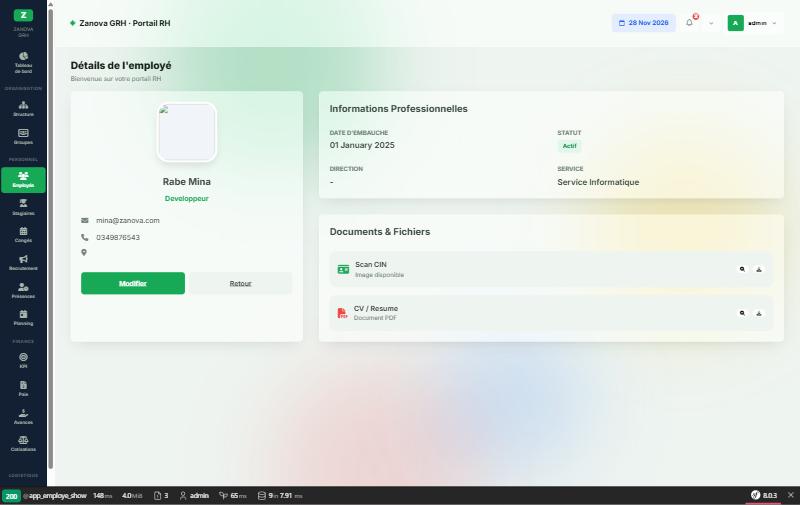 Z
ZANOVA
GRH
Tableau
de bord
ORGANISATION
Structure
Groupes
PERSONNEL
Employés
Stagiaires
Congés
Recrutement
Présences
Planning
FINANCE
KPI
Paie
Avances
Cotisations
LOGISTIQUE
Zanova GRH · Portail RH
28 Nov 2026
A
admin
Détails de l'employé
Bienvenue sur votre portail RH
Rabe Mina
Developpeur
mina@zanova.com
0349876543
Modifier
Retour
Informations Professionnelles
DATE D'EMBAUCHE
01 January 2025
STATUT
Actif
DIRECTION
-
SERVICE
Service Informatique
Documents & Fichiers
Scan CIN
Image disponible
CV / Resume
Document PDF
200 @app_employe_show 148 ms 4.0 MiB 3 admin 65 ms 9 in 7.91 ms 8.0.3